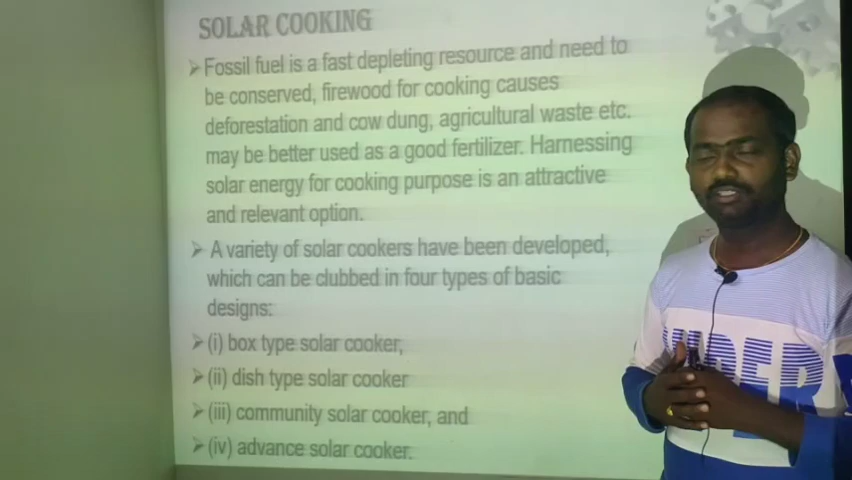 SOLAR COOKING
➢ Fossil fuel is a fast depleting resource and need to
be conserved, firewood for cooking causes
deforestation and cow dung, agricultural waste etc.
may be better used as a good fertilizer. Harnessing
solar energy for cooking purpose is an attractive
and relevant option.
➢ A variety of solar cookers have been developed,
which can be clubbed in four types of basic
designs:
➢ (i) box type solar cooker,
➢ (ii) dish type solar cooker
➢ (iii) community solar cooker, and
➢ (iv) advance solar cooker.